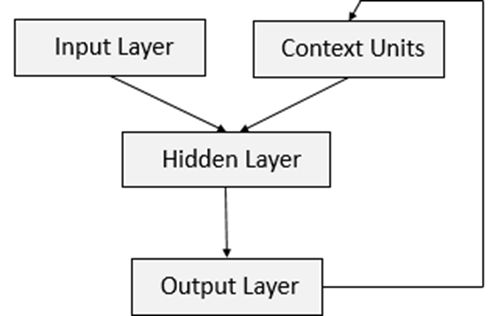 Input Layer
Context Units
Hidden Layer
Output Layer